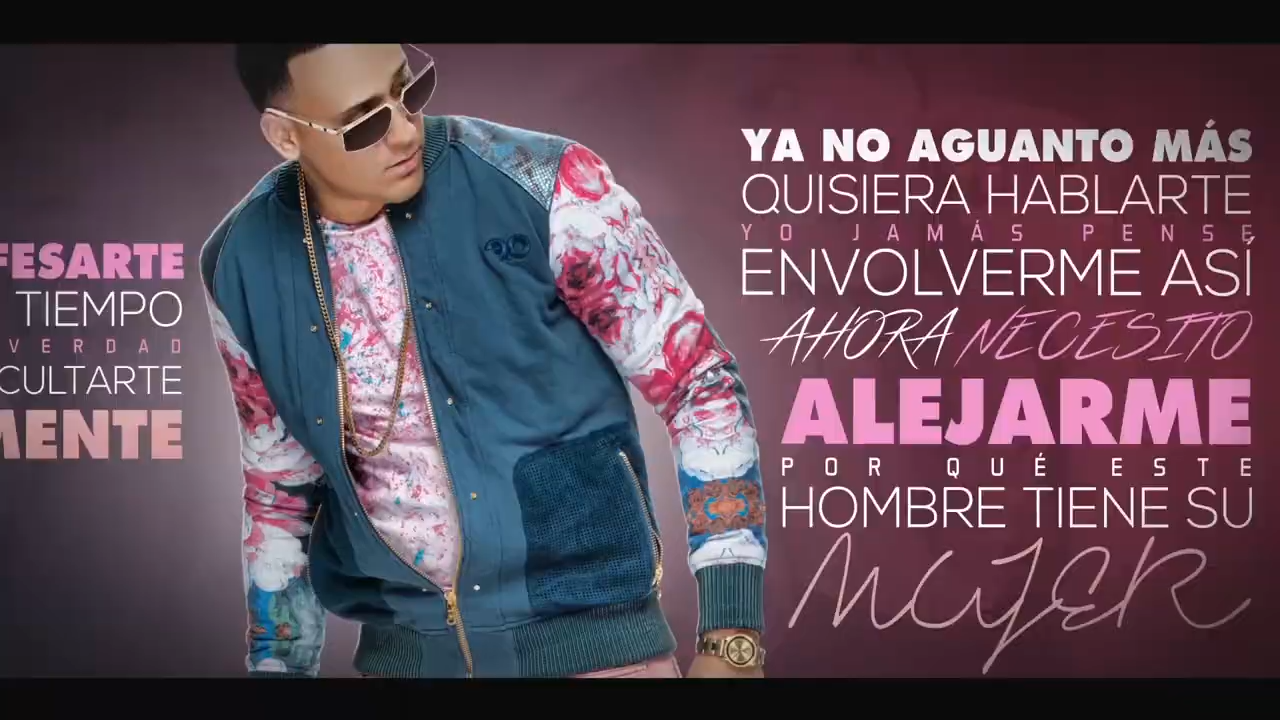 FESARTE
TIEMPO
VERDAD
CULTARTE
MENTE
YA NO AGUANTO MÁS
QUISIERA HABLARTE
YO JAMÁS PENSE
ENVOLVERME ASÍ
AHORA NECESITO
ALEJARME
POR QUÉ ESTE
HOMBRE TIENE SU
MUJER